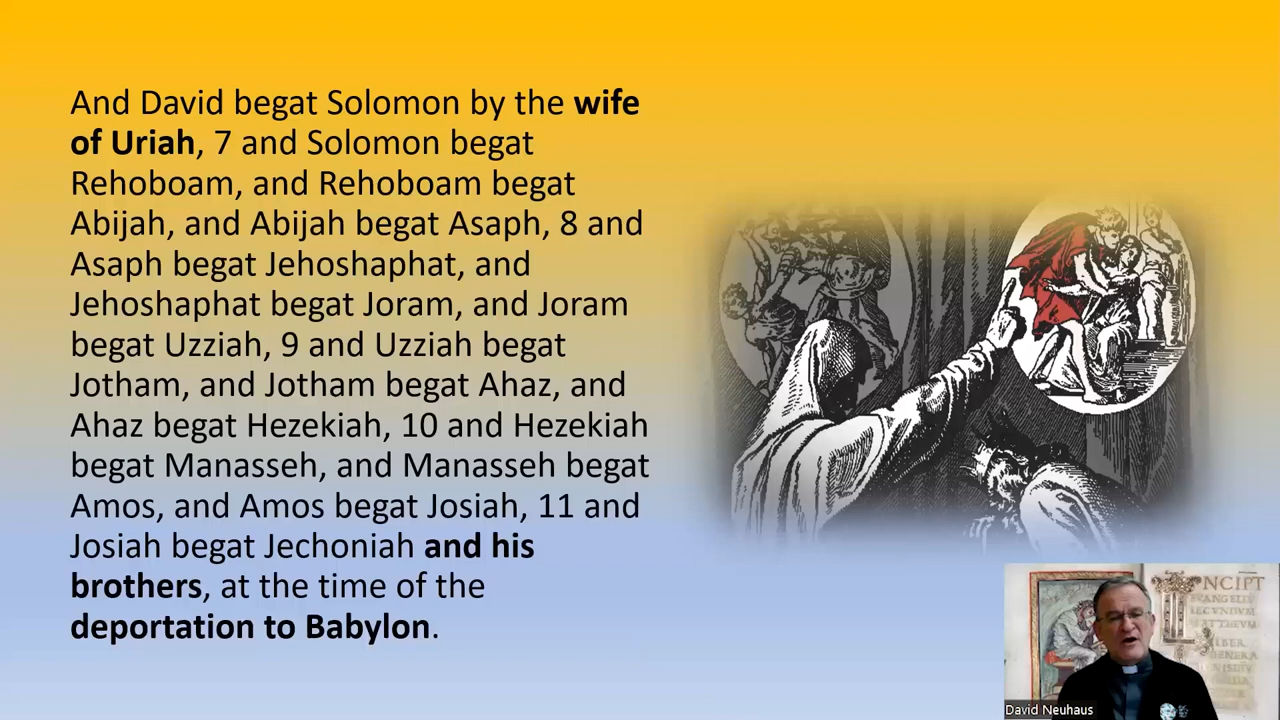 And David begat Solomon by the wife
of Uriah, 7 and Solomon begat
Rehoboam, and Rehoboam begat
Abijah, and Abijah begat Asaph, 8 and
Asaph begat Jehoshaphat, and
Jehoshaphat begat Joram, and Joram
begat Uzziah, 9 and Uzziah begat
Jotham, and Jotham begat Ahaz, and
Ahaz begat Hezekiah, 10 and Hezekiah
begat Manasseh, and Manasseh begat
Amos, and Amos begat Josiah, 11 and
Josiah begat Jechoniah and his
brothers, at the time of the
deportation to Babylon.
NCIPT
David Neuhaus